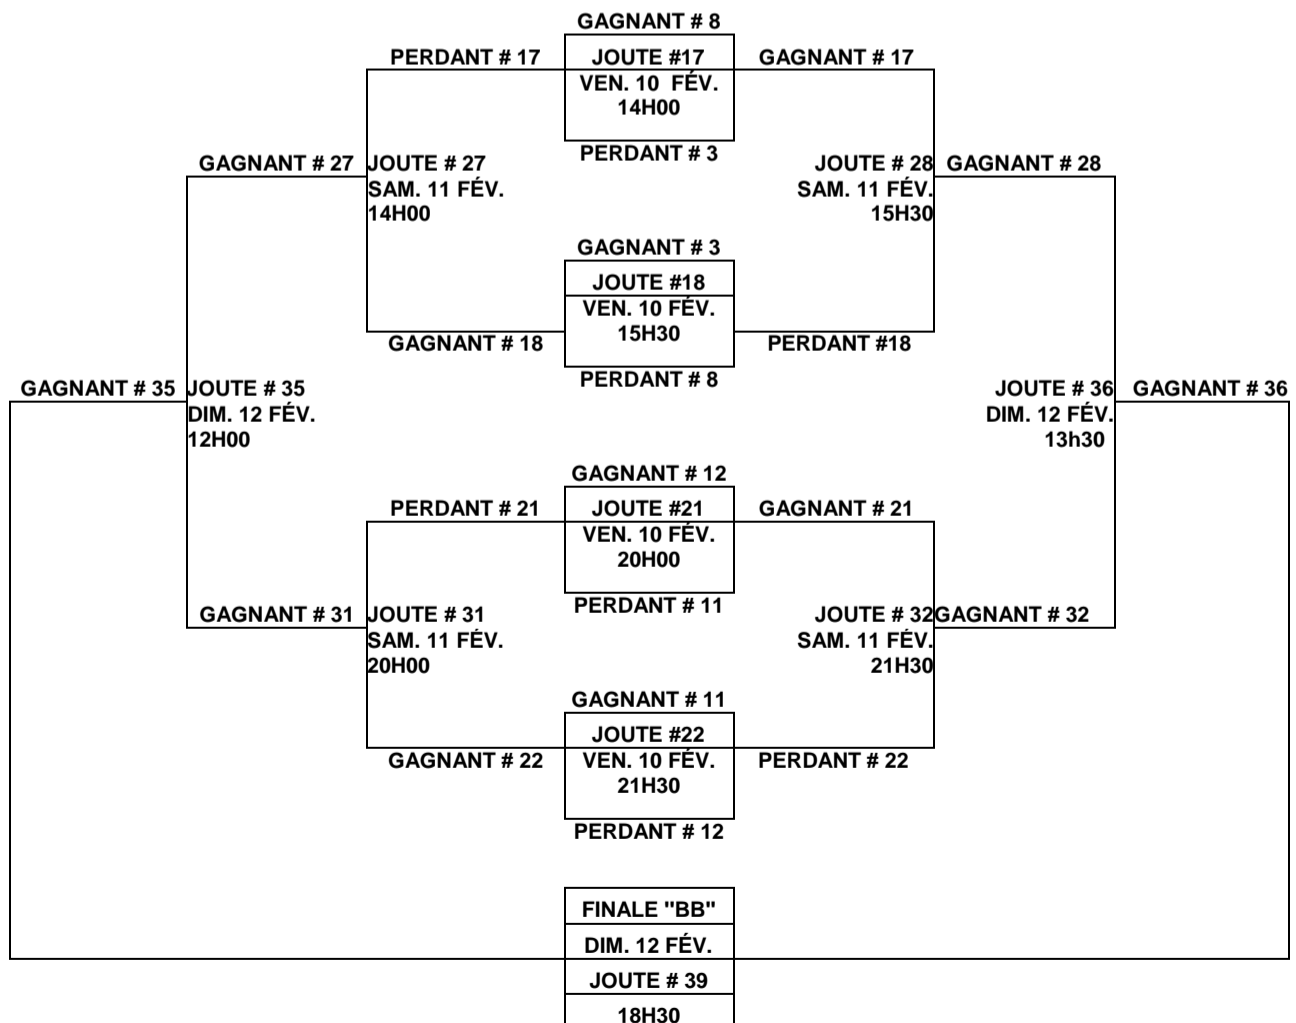 GAGNANT # 8
PERDANT # 17
JOUTE #17
GAGNANT # 17
VEN. 10 FÉV.
14H00
PERDANT # 3
GAGNANT # 27
JOUTE # 27
SAM. 11 FÉV.
14H00
JOUTE # 28
SAM. 11 FÉV.
15H30
GAGNANT # 28
GAGNANT # 3
JOUTE #18
VEN. 10 FÉV.
15H30
GAGNANT # 18
PERDANT #18
PERDANT # 8
GAGNANT # 35
JOUTE # 35
DIM. 12 FÉV.
12H00
JOUTE # 36
DIM. 12 FÉV.
13h30
GAGNANT # 36
GAGNANT # 12
PERDANT # 21
JOUTE #21
GAGNANT # 21
VEN. 10 FÉV.
20H00
PERDANT # 11
GAGNANT # 31
JOUTE # 31
SAM. 11 FÉV.
20H00
JOUTE # 32
SAM. 11 FÉV.
21H30
GAGNANT # 32
GAGNANT # 11
JOUTE #22
VEN. 10 FÉV.
21H30
GAGNANT # 22
PERDANT # 22
PERDANT # 12
FINALE "BB"
DIM. 12 FÉV.
JOUTE # 39
18H30